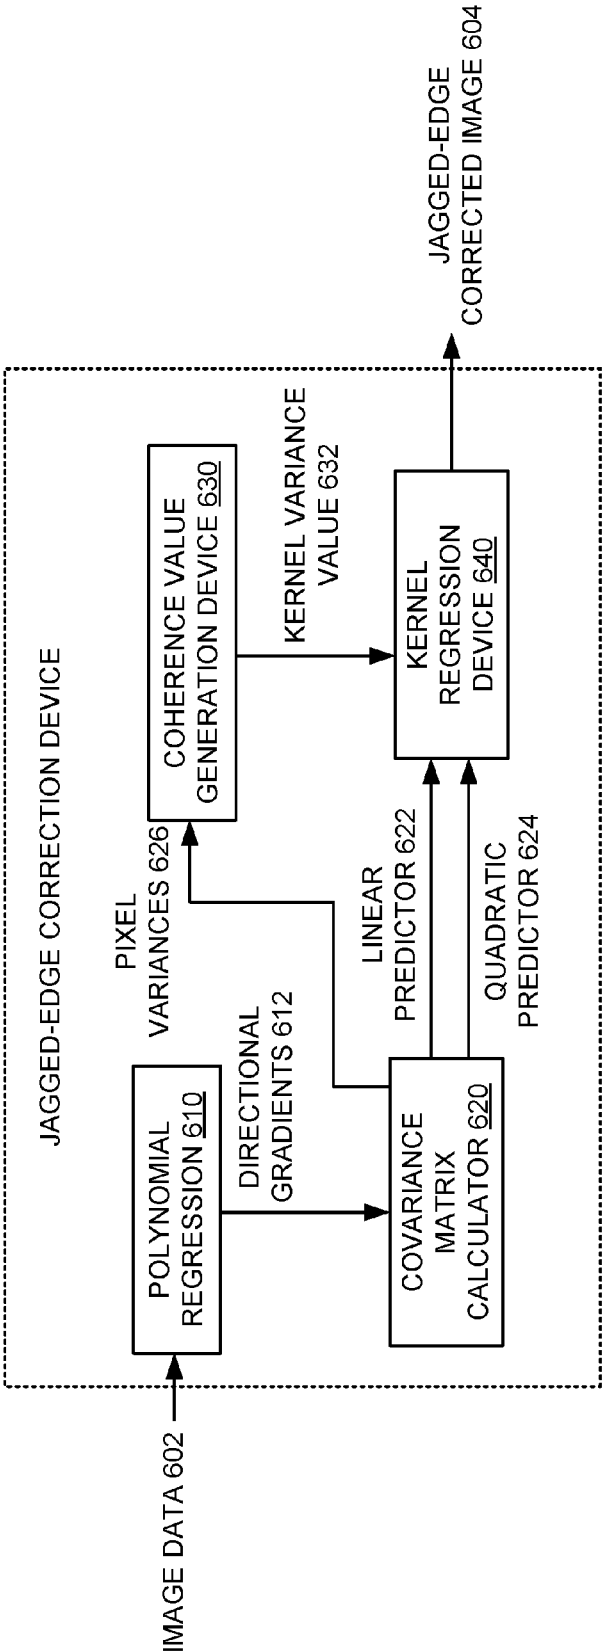 JAGGED-EDGE CORRECTION DEVICE
IMAGE DATA 602
POLYNOMIAL
REGRESSION 610
DIRECTIONAL
GRADIENTS 612
COVARIANCE
MATRIX
CALCULATOR 620
PIXEL
VARIANCES 626
LINEAR
PREDICTOR 622
QUADRATIC
PREDICTOR 624
COHERENCE VALUE
GENERATION DEVICE 630
KERNEL VARIANCE
VALUE 632
KERNEL
REGRESSION
DEVICE 640
JAGGED-EDGE
CORRECTED IMAGE 604